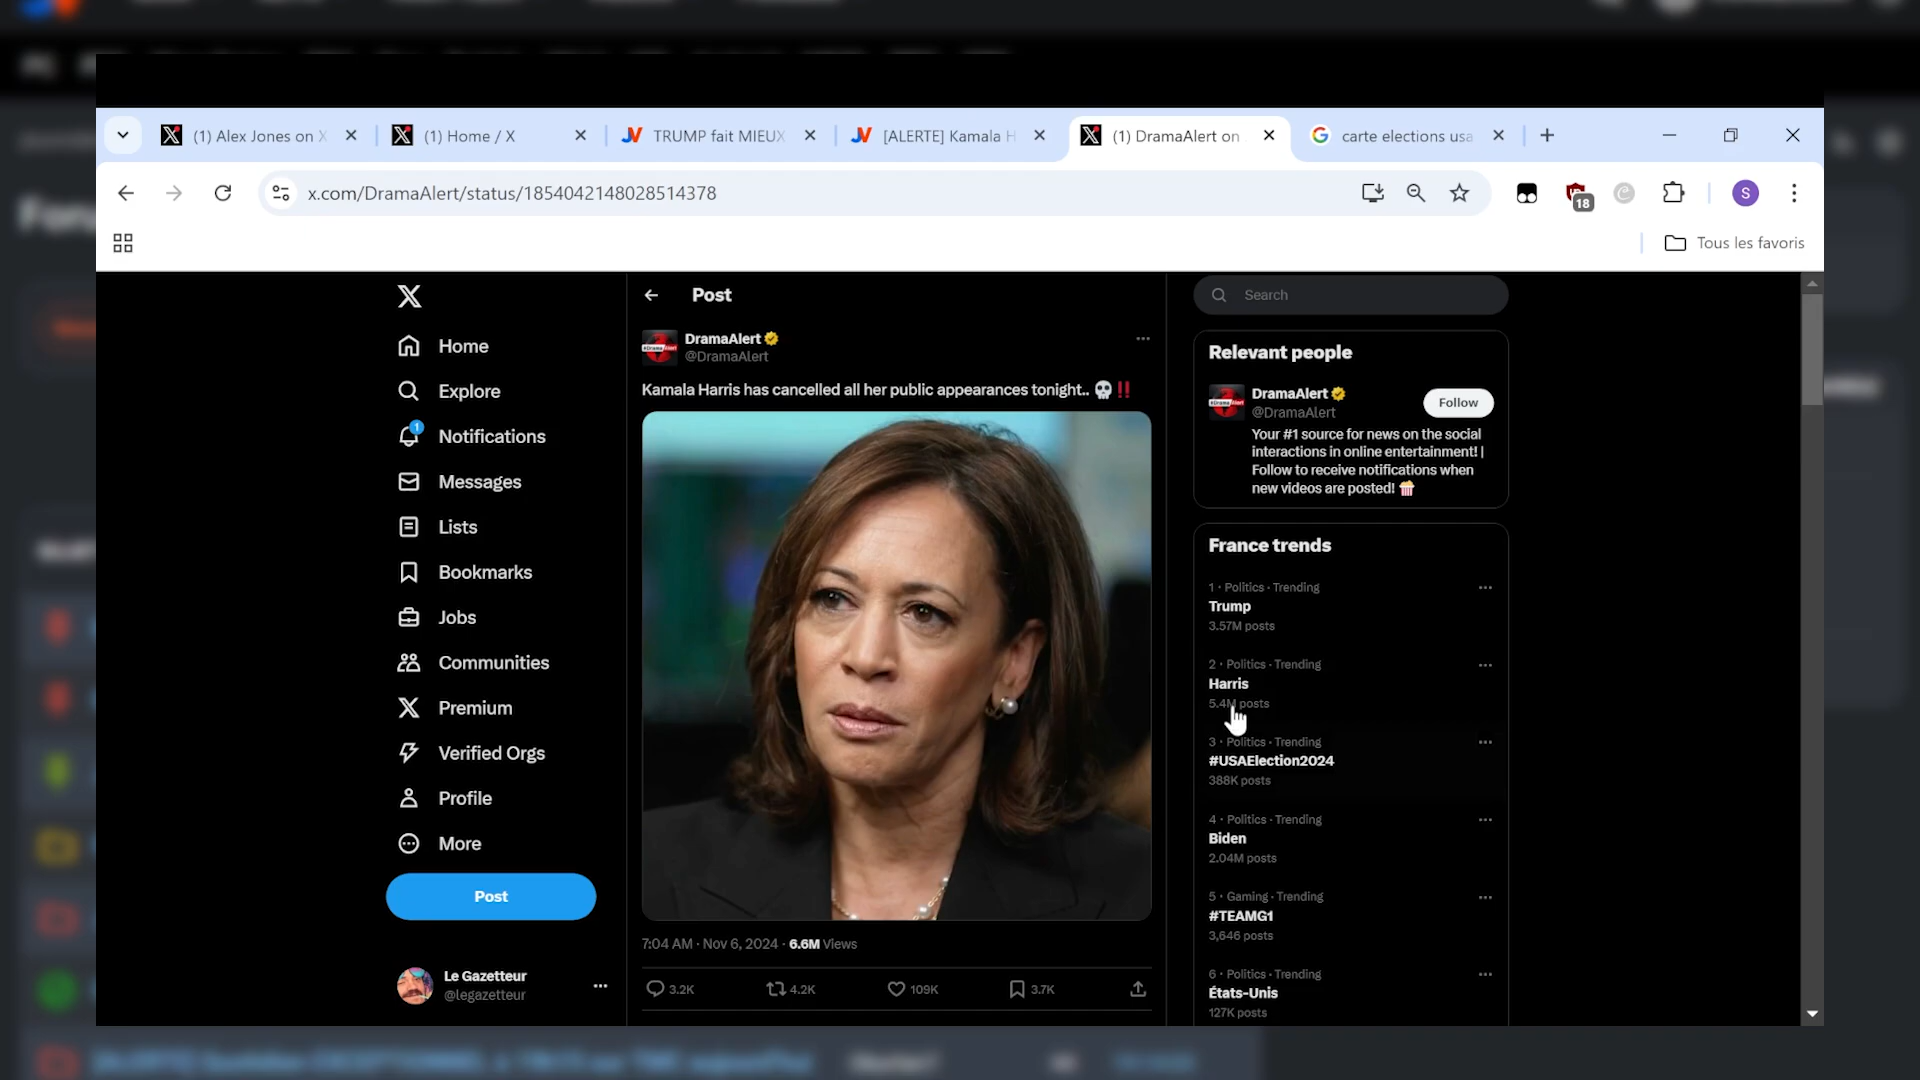 (1) Alex Jones on X
(1) Home / X
TRUMP fait MIEUX
[ALERTE] Kamala H
(1) DramaAlert on
carte elections usa
x.com/DramaAlert/status/1854042148028514378
18
S
Tous les favoris
Home
Explore
1
Notifications
Messages
Lists
Bookmarks
Jobs
Communities
Premium
Verified Orgs
Profile
More
Post
Le Gazetteur
@legazetteur
Post
DramaAlert
@DramaAlert
Kamala Harris has cancelled all her public appearances tonight.. 💀‼️
7:04 AM · Nov 6, 2024 · 6.6M Views
3.2K
4.2K
109K
3.7K
Search
Relevant people
DramaAlert
@DramaAlert
Follow
Your #1 source for news on the social
interactions in online entertainment! |
Follow to receive notifications when
new videos are posted! 🍿
France trends
1 · Politics · Trending
Trump
3.57M posts
2 · Politics · Trending
Harris
5.4M posts
3 · Politics · Trending
#USAElection2024
388K posts
4 · Politics · Trending
Biden
2.04M posts
5 · Gaming · Trending
#TEAMG1
3,646 posts
6 · Politics · Trending
États-Unis
127K posts